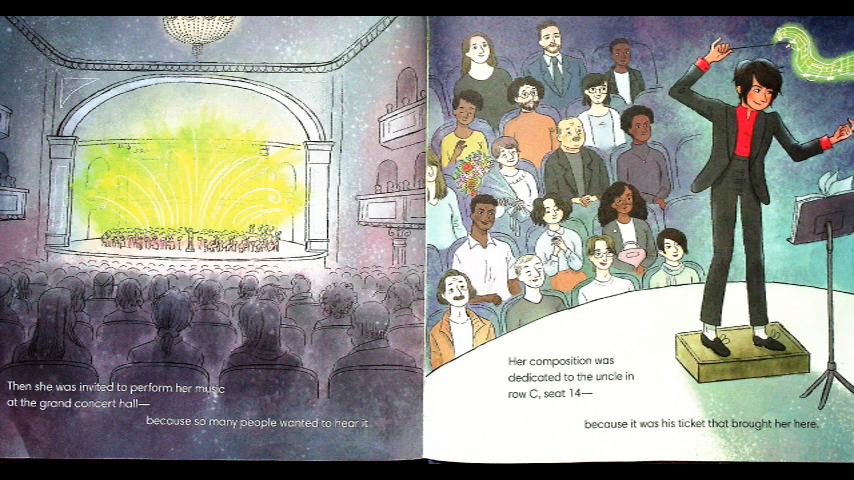 Then she was invited to perform her music
at the grand concert hall—
because so many people wanted to hear it.
Her composition was
dedicated to the uncle in
row C, seat 14—
because it was his ticket that brought her here.